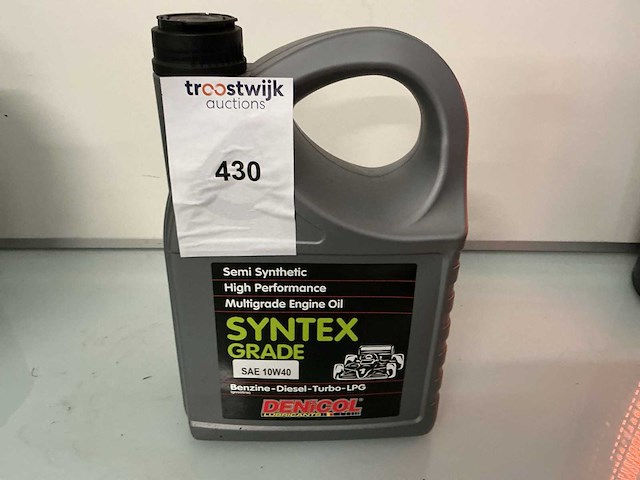 troostwijk
auctions
430
Semi Synthetic
High Performance
Multigrade Engine Oil
SYNTEX
GRADE
SAE 10W40
Benzine-Diesel-Turbo-LPG
DENiCOL
LUBRICANTS